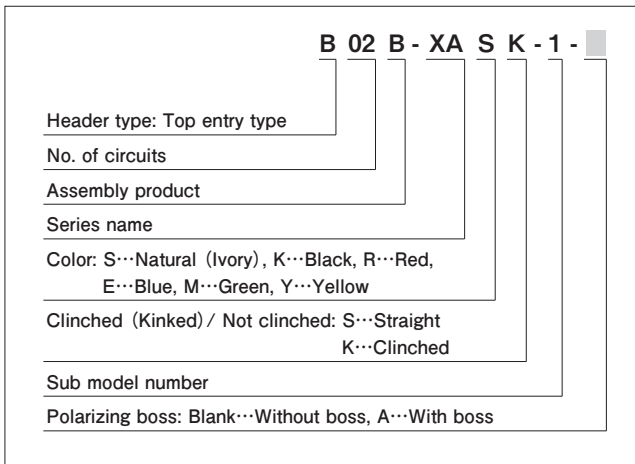 B 02 B - XA S K - 1 -
Header type: Top entry type
No. of circuits
Assembly product
Series name
Color: S…Natural (Ivory), K…Black, R…Red,
E…Blue, M…Green, Y…Yellow
Clinched (Kinked)/ Not clinched: S…Straight
K…Clinched
Sub model number
Polarizing boss: Blank…Without boss, A…With boss